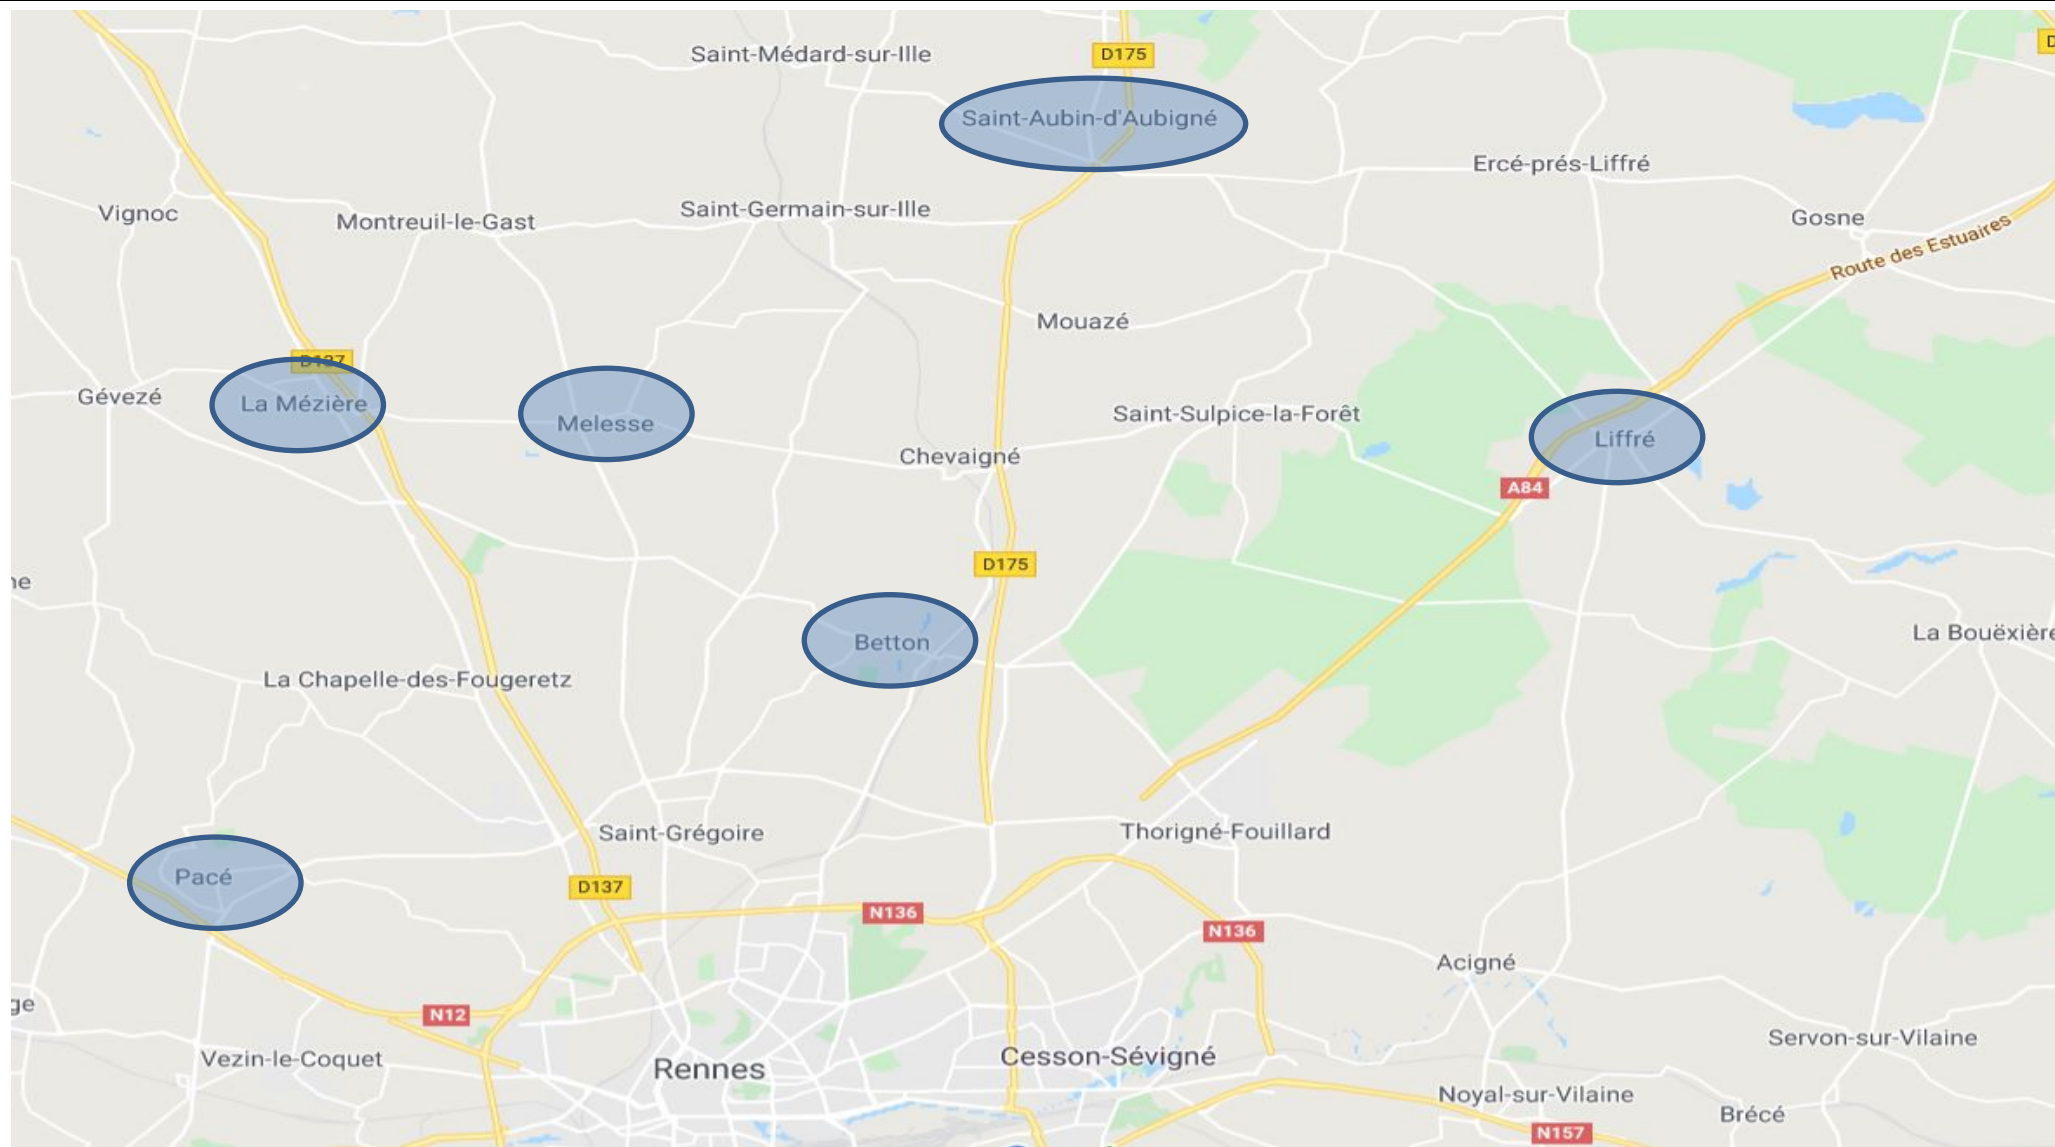 Saint-Médard-sur-Ille
D175
Saint-Aubin-d'Aubigné
Ercé-prés-Liffré
Vignoc
Montreuil-le-Gast
Saint-Germain-sur-Ille
Gosne
Route des Estuaires
Mouazé
D137
Gévezé
La Mézière
Melesse
Saint-Sulpice-la-Forêt
Chevaigné
Liffré
A84
D175
Betton
La Bouëxière
La Chapelle-des-Fougeretz
Saint-Grégoire
Thorigné-Fouillard
Pacé
D137
N136
N136
Acigné
N12
Vezin-le-Coquet
Rennes
Cesson-Sévigné
Servon-sur-Vilaine
Noyal-sur-Vilaine
Brécé
N157